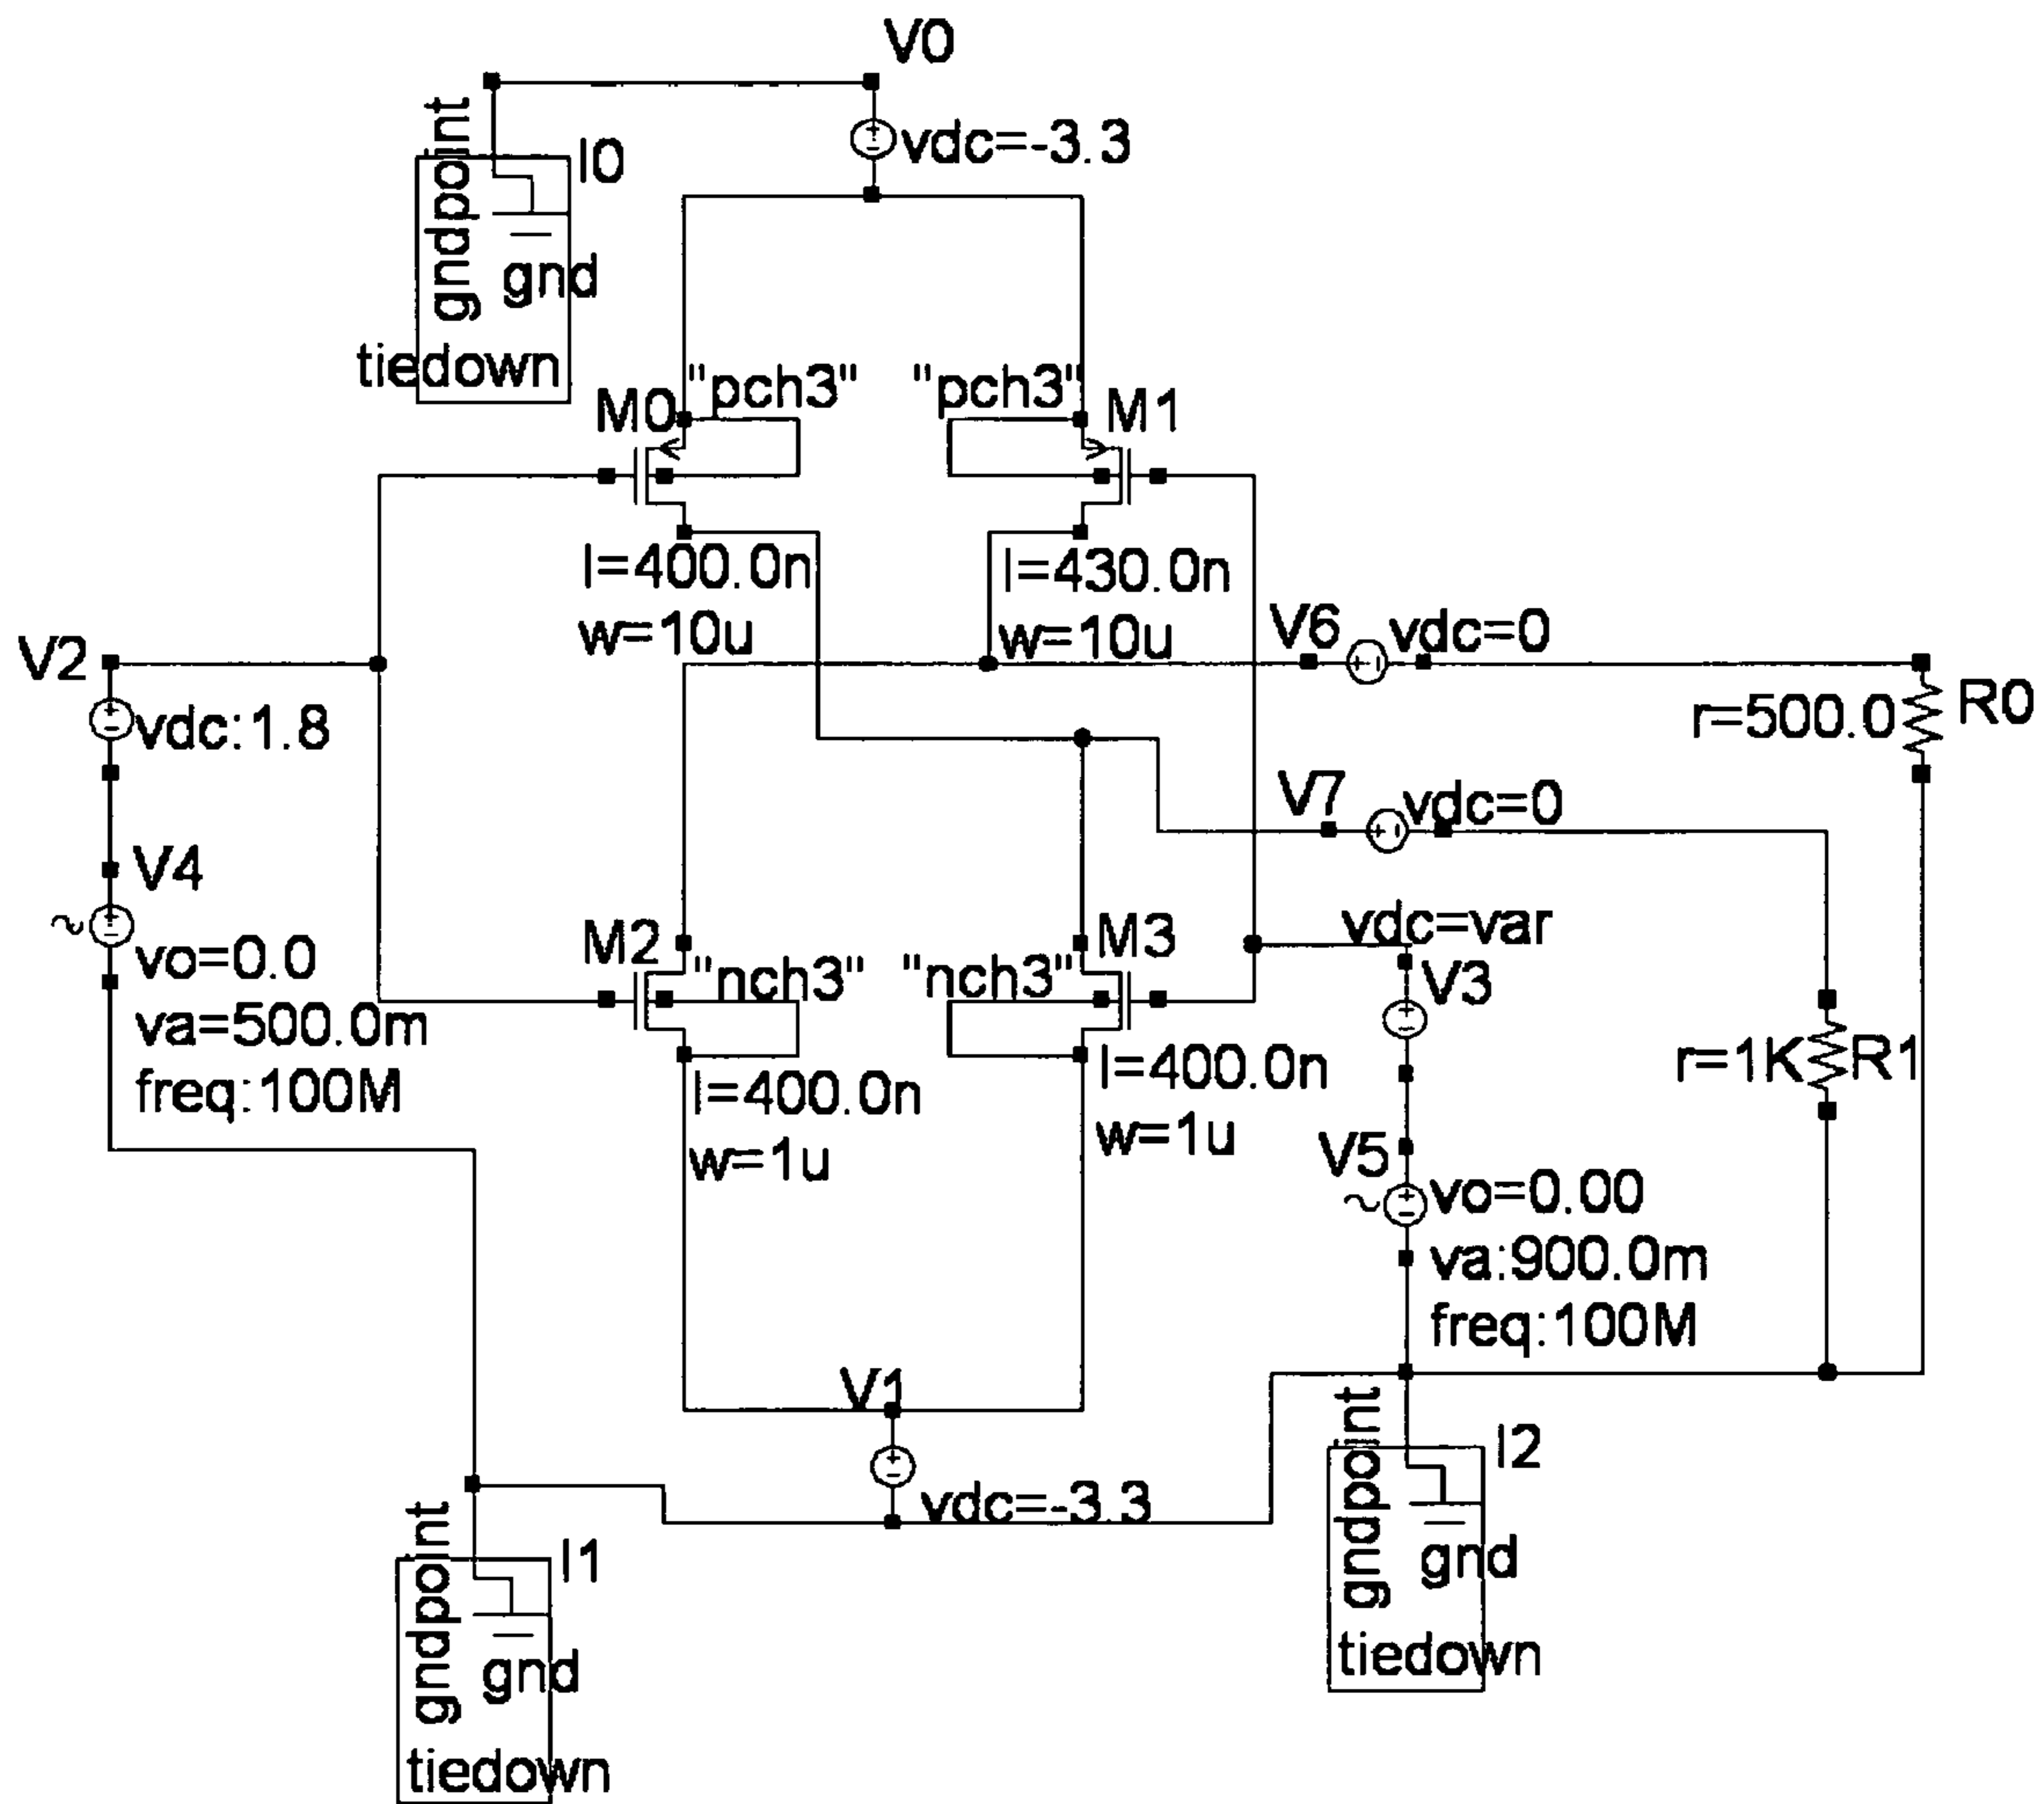 V0
vdc=-3.3
gndpoint
I0
gnd
tiedown
"pch3"
"pch3"
M0
M1
l=400.0n
w=10u
l=430.0n
w=10u
V2
vdc:1.8
V6
vdc=0
r=500.0
R0
V7
vdc=0
V4
vo=0.0
va=500.0m
freq:100M
M2
"nch3"
"nch3"
M3
vdc=var
V3
l=400.0n
w=1u
l=400.0n
w=1u
r=1K
R1
V5
vo=0.00
va:900.0m
freq:100M
V1
vdc=-3.3
gndpoint
I1
gnd
tiedown
gndpoint
I2
gnd
tiedown